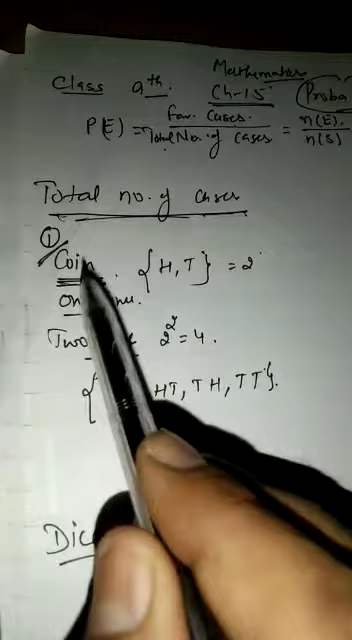 Mathematics
Class 9th. Ch-15 Proba
P(E) = Fav. Cases. / Total No. of cases = n(E). / n(S)
Total no. of cases
①
Coin. {H, T} = 2
on
Two 2² = 4.
{ HT, TH, TT}.
Dic